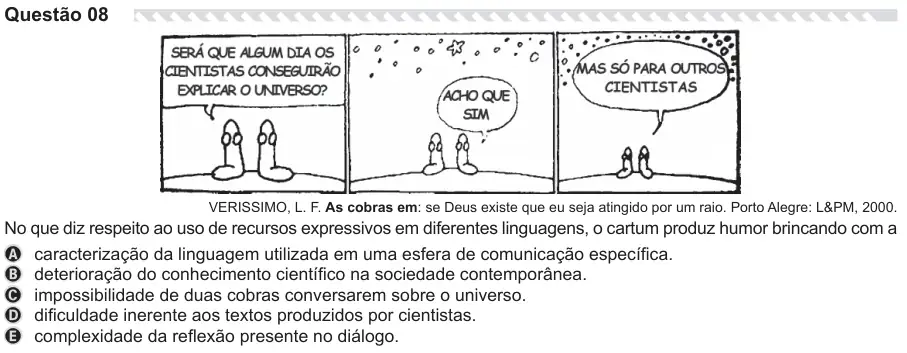 Questão 08
SERÁ QUE ALGUM DIA OS
CIENTISTAS CONSEGUIRÃO
EXPLICAR O UNIVERSO?
ACHO QUE
SIM
MAS SÓ PARA OUTROS
CIENTISTAS
VERISSIMO, L. F. As cobras em: se Deus existe que eu seja atingido por um raio. Porto Alegre: L&PM, 2000.
No que diz respeito ao uso de recursos expressivos em diferentes linguagens, o cartum produz humor brincando com a
A caracterização da linguagem utilizada em uma esfera de comunicação específica.
B deterioração do conhecimento científico na sociedade contemporânea.
C impossibilidade de duas cobras conversarem sobre o universo.
D dificuldade inerente aos textos produzidos por cientistas.
E complexidade da reflexão presente no diálogo.